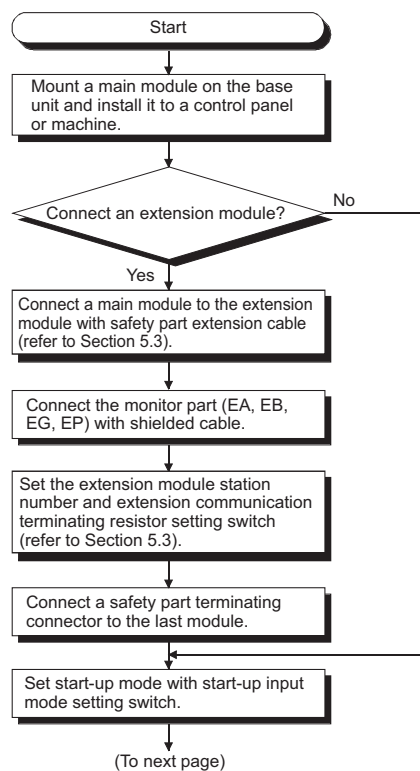 Start
Mount a main module on the base
unit and install it to a control panel
or machine.
Connect an extension module?
No
Yes
Connect a main module to the extension
module with safety part extension cable
(refer to Section 5.3).
Connect the monitor part (EA, EB,
EG, EP) with shielded cable.
Set the extension module station
number and extension communication
terminating resistor setting switch
(refer to Section 5.3).
Connect a safety part terminating
connector to the last module.
Set start-up mode with start-up input
mode setting switch.
(To next page)